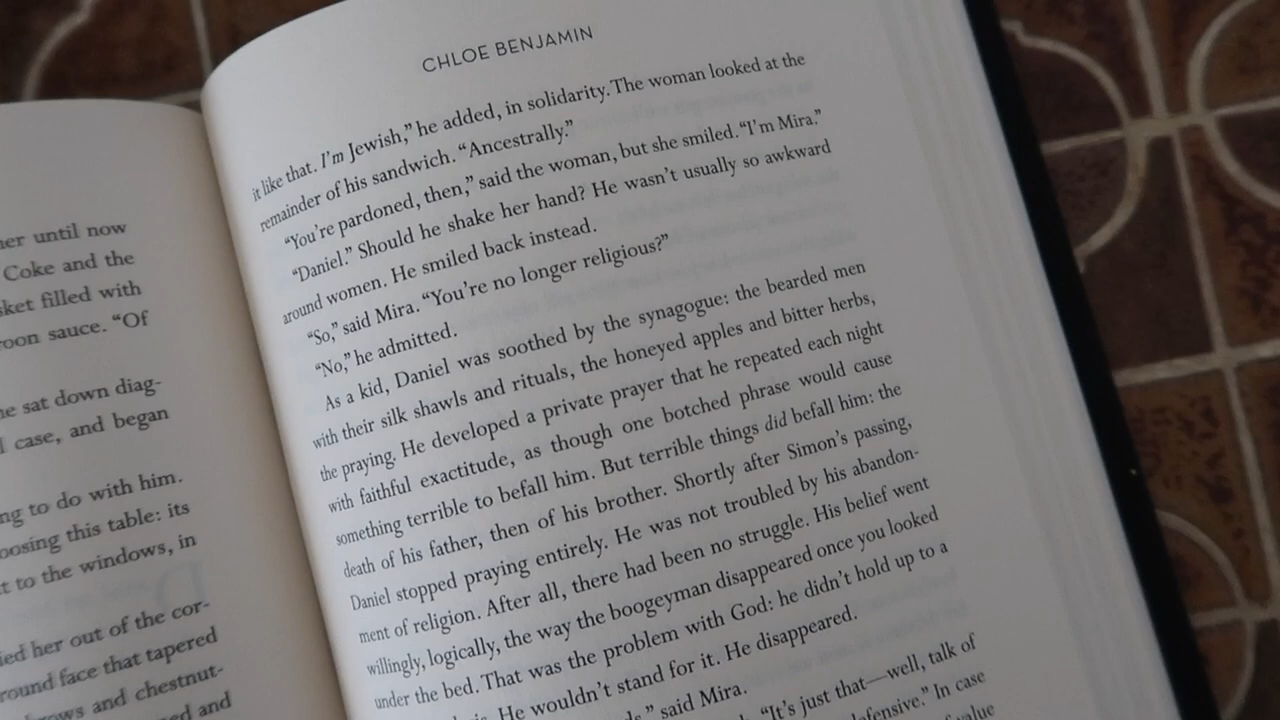 ner until now
Coke and the
sket filled with
roon sauce. “Of
he sat down diag-
case, and began
ng to do with him.
oosing this table: its
t to the windows, in
ied her out of the cor-
round face that tapered
rows and chestnut-
ed and
CHLOE BENJAMIN
it like that. I’m Jewish,” he added, in solidarity. The woman looked at the
remainder of his sandwich. “Ancestrally.”
“You’re pardoned, then,” said the woman, but she smiled. “I’m Mira.”
“Daniel.” Should he shake her hand? He wasn’t usually so awkward
around women. He smiled back instead.
“So,” said Mira. “You’re no longer religious?”
“No,” he admitted.
As a kid, Daniel was soothed by the synagogue: the bearded men
with their silk shawls and rituals, the honeyed apples and bitter herbs,
the praying. He developed a private prayer that he repeated each night
with faithful exactitude, as though one botched phrase would cause
something terrible to befall him. But terrible things did befall him: the
death of his father, then of his brother. Shortly after Simon’s passing,
Daniel stopped praying entirely. He was not troubled by his abandon-
ment of religion. After all, there had been no struggle. His belief went
willingly, logically, the way the boogeyman disappeared once you looked
under the bed. That was the problem with God: he didn’t hold up to a
He wouldn’t stand for it. He disappeared.
said Mira.
“It’s just that—well, talk of
efensive.” In case
value